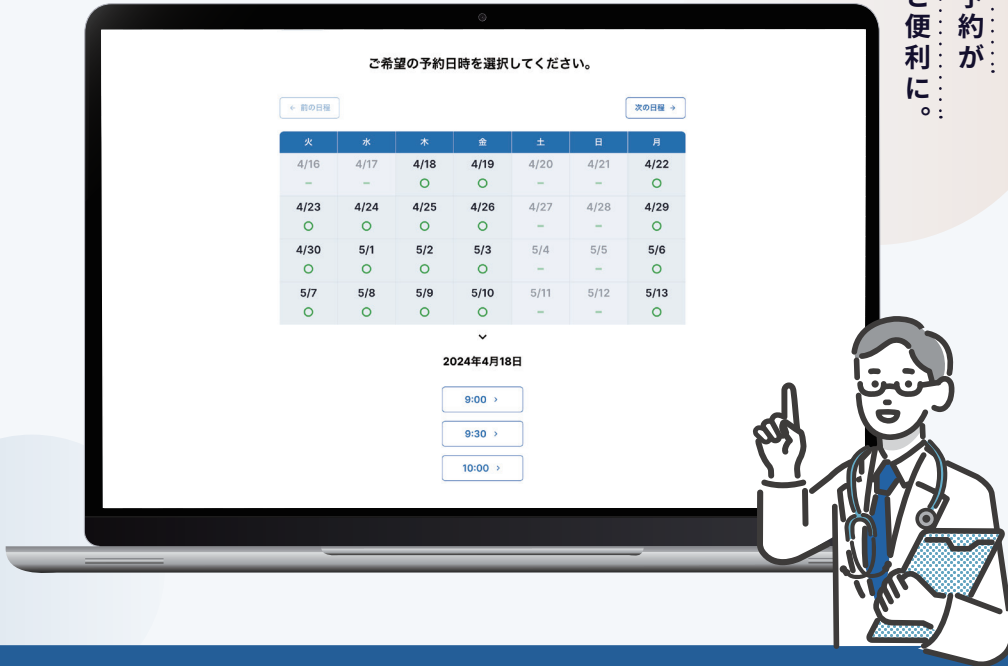 約が
便利に。
ご希望の予約日時を選択してください。
← 前の日程 次の日程 →
火 水 木 金 土 日 月
4/16 4/17 4/18 4/19 4/20 4/21 4/22
– – ○ ○ – – ○
4/23 4/24 4/25 4/26 4/27 4/28 4/29
○ ○ ○ ○ – – ○
4/30 5/1 5/2 5/3 5/4 5/5 5/6
○ ○ ○ ○ – – ○
5/7 5/8 5/9 5/10 5/11 5/12 5/13
○ ○ ○ ○ – – ○
2024年4月18日
9:00 ›
9:30 ›
10:00 ›